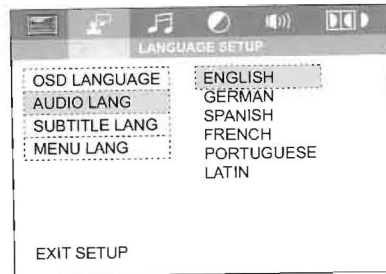 LANGUAGE SETUP
OSD LANGUAGE
AUDIO LANG
SUBTITLE LANG
MENU LANG
ENGLISH
GERMAN
SPANISH
FRENCH
PORTUGUESE
LATIN
EXIT SETUP